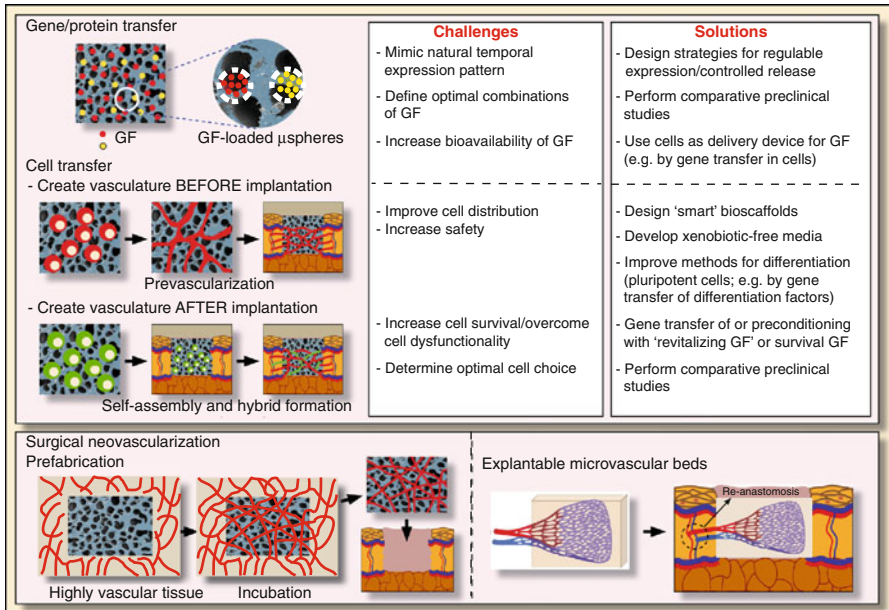 Gene/protein transfer
GF
GF-loaded µspheres
Cell transfer
- Create vasculature BEFORE implantation
Prevascularization
- Create vasculature AFTER implantation
Self-assembly and hybrid formation
Challenges
- Mimic natural temporal
expression pattern
- Define optimal combinations
of GF
- Increase bioavailability of GF
- Improve cell distribution
- Increase safety
- Increase cell survival/overcome
cell dysfunctionality
- Determine optimal cell choice
Solutions
- Design strategies for regulable
expression/controlled release
- Perform comparative preclinical
studies
- Use cells as delivery device for GF
(e.g. by gene transfer in cells)
- Design ‘smart’ bioscaffolds
- Develop xenobiotic-free media
- Improve methods for differentiation
(pluripotent cells; e.g. by gene
transfer of differentiation factors)
- Gene transfer of or preconditioning
with ‘revitalizing GF’ or survival GF
- Perform comparative preclinical
studies
Surgical neovascularization
Prefabrication
Highly vascular tissue
Incubation
Explantable microvascular beds
Re-anastomosis